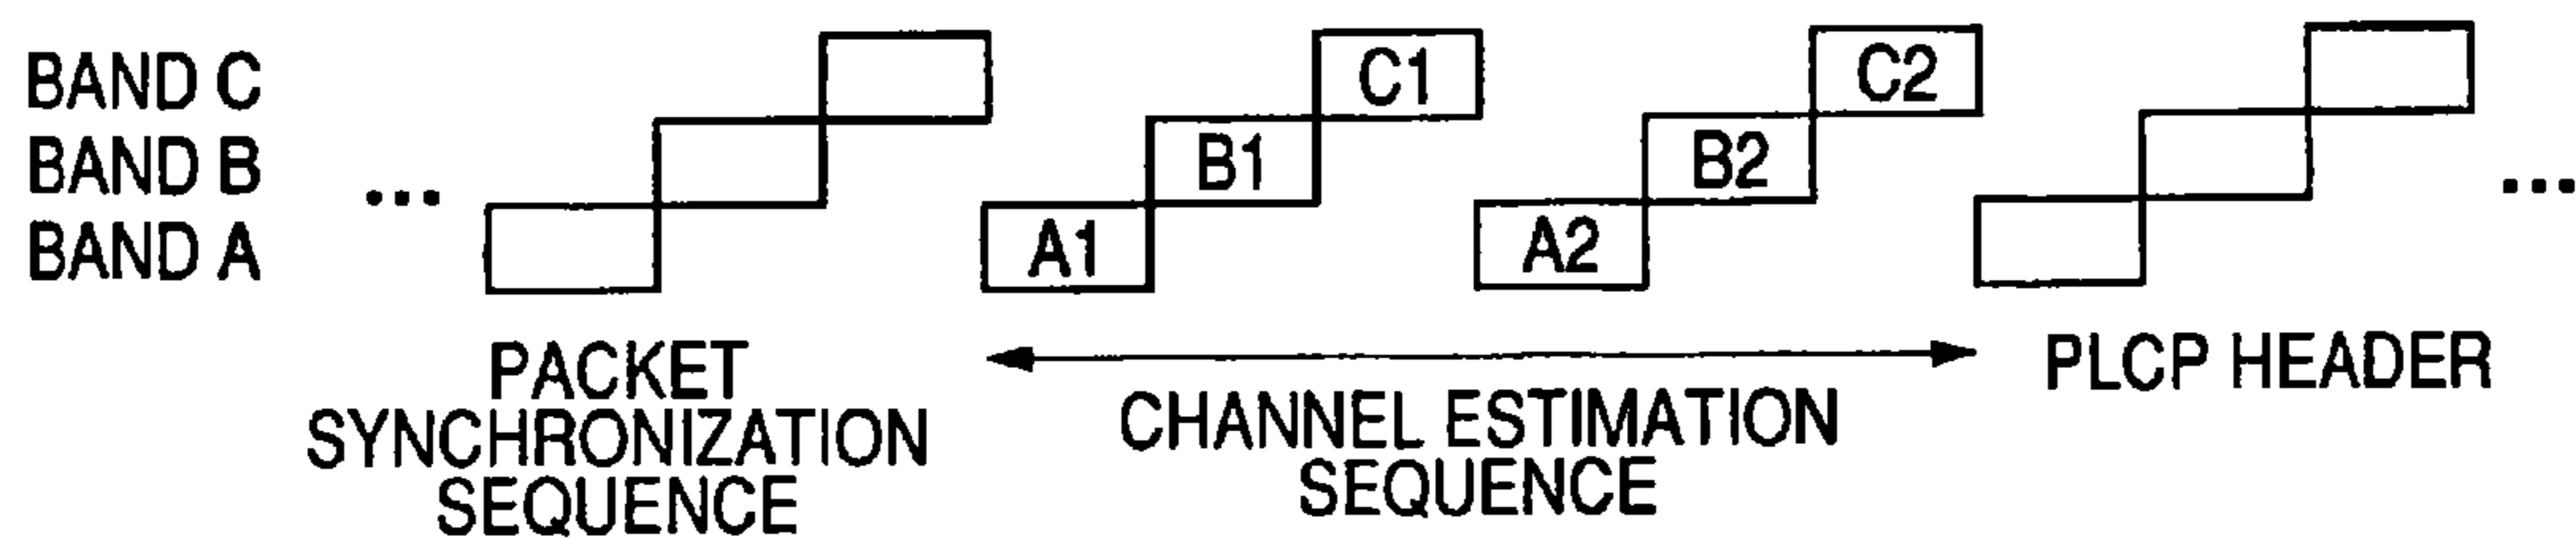 BAND C
BAND B
BAND A
...
C1
C2
B1
B2
A1
A2
...
PACKET
SYNCHRONIZATION
SEQUENCE
CHANNEL ESTIMATION
SEQUENCE
PLCP HEADER